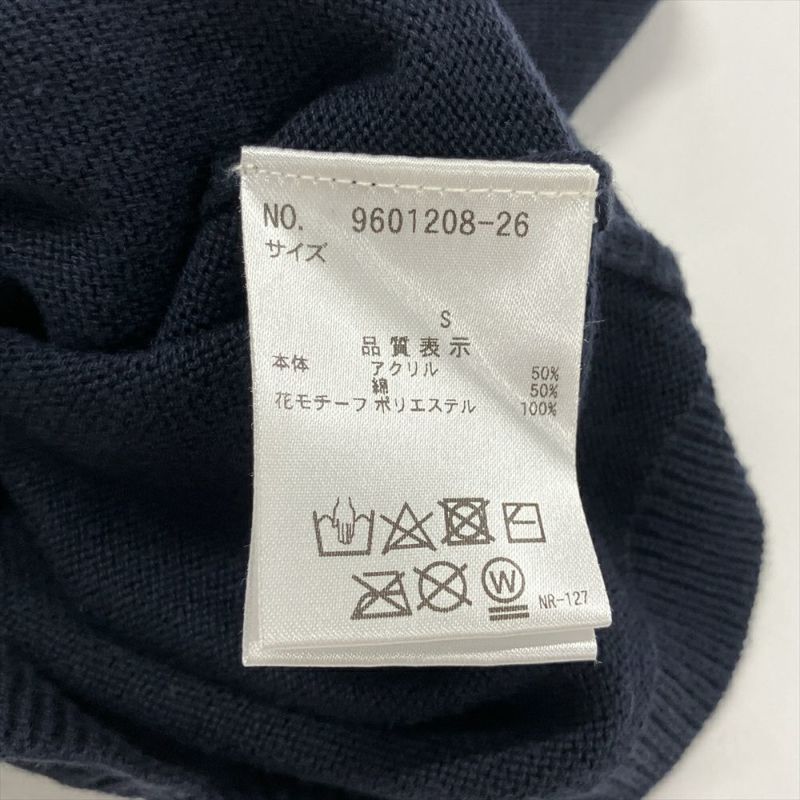 NO. 9601208-26
サイズ
S
品質表示
本体 アクリル 50%
綿 50%
花モチーフ ポリエステル 100%
W
NR-127